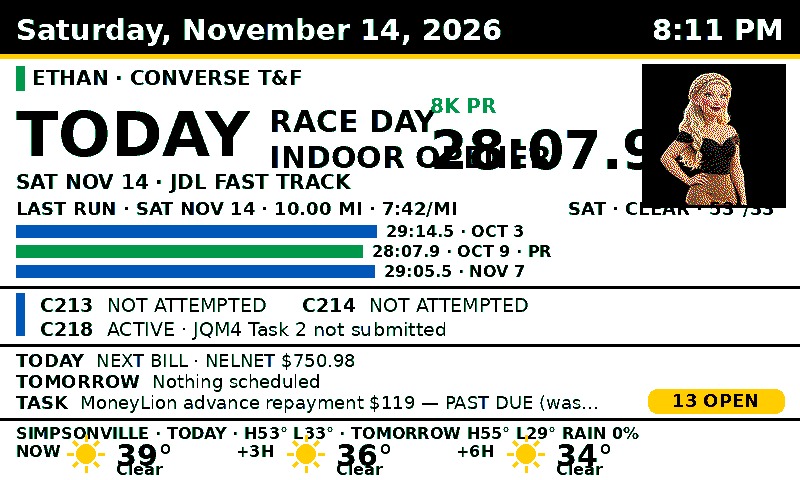 Saturday, November 14, 2026 8:11 PM
ETHAN · CONVERSE T&F
8K PR
TODAY RACE DAY 28:07.9
INDOOR OPENER
SAT NOV 14 · JDL FAST TRACK
LAST RUN · SAT NOV 14 · 10.00 MI · 7:42/MI SAT · CLEAR · 53°/33°
29:14.5 · OCT 3
28:07.9 · OCT 9 · PR
29:05.5 · NOV 7
C213 NOT ATTEMPTED C214 NOT ATTEMPTED
C218 ACTIVE · JQM4 Task 2 not submitted
TODAY NEXT BILL · NELNET $750.98
TOMORROW Nothing scheduled
TASK MoneyLion advance repayment $119 — PAST DUE (was... 13 OPEN
SIMPSONVILLE · TODAY · H53° L33° · TOMORROW H55° L29° RAIN 0%
NOW 39° +3H 36° +6H 34°
Clear Clear Clear